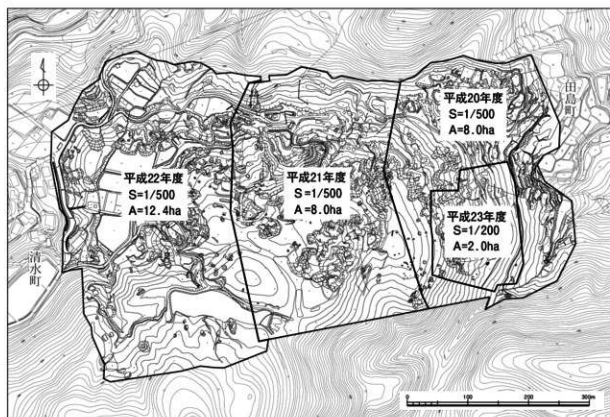 平成20年度
S=1/500
A=8.0ha
田島町
平成22年度
S=1/500
A=12.4ha
平成21年度
S=1/500
A=8.0ha
平成23年度
S=1/200
A=2.0ha
清水町
0 100 200 300m